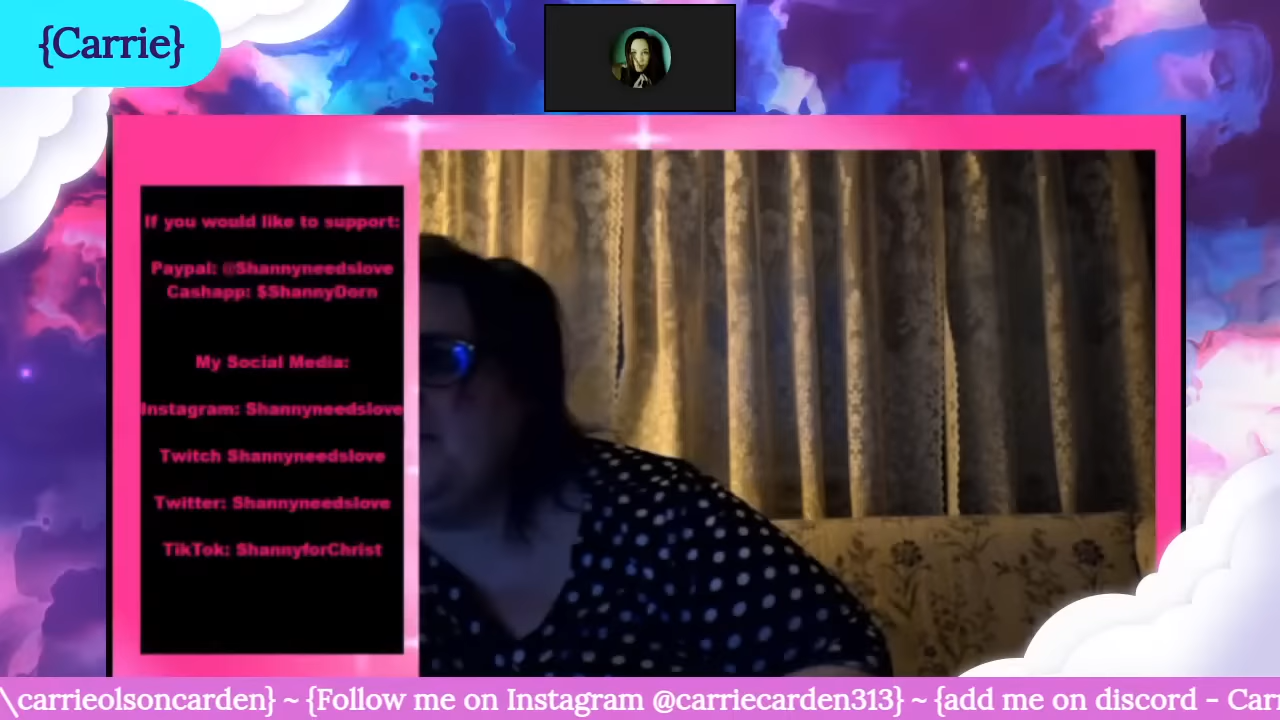 {Carrie}
If you would like to support:
Paypal: @Shannyneedslove
Cashapp: $ShannyDorn
My Social Media:
Instagram: Shannyneedslove
Twitch Shannyneedslove
Twitter: Shannyneedslove
TikTok: ShannyforChrist
\carrieolsoncarden} ~ {Follow me on Instagram @carriecarden313} ~ {add me on discord - Car